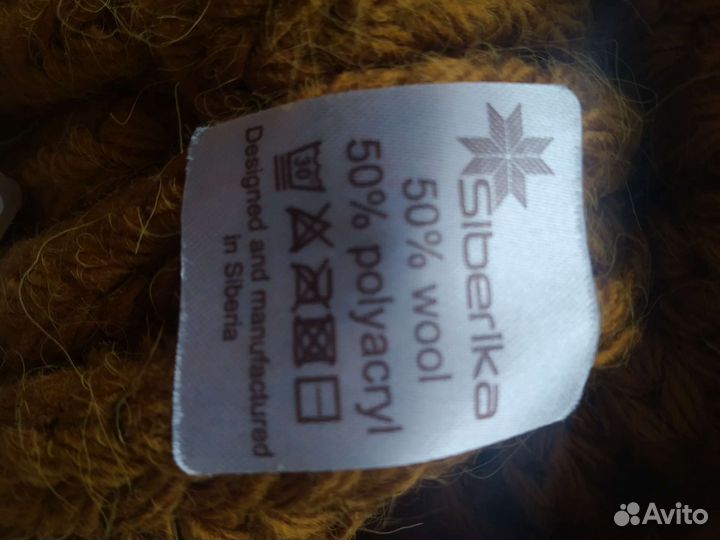 Siberika
50% wool
50% polyacryl
30
Designed and manufactured
in Siberia
Avito